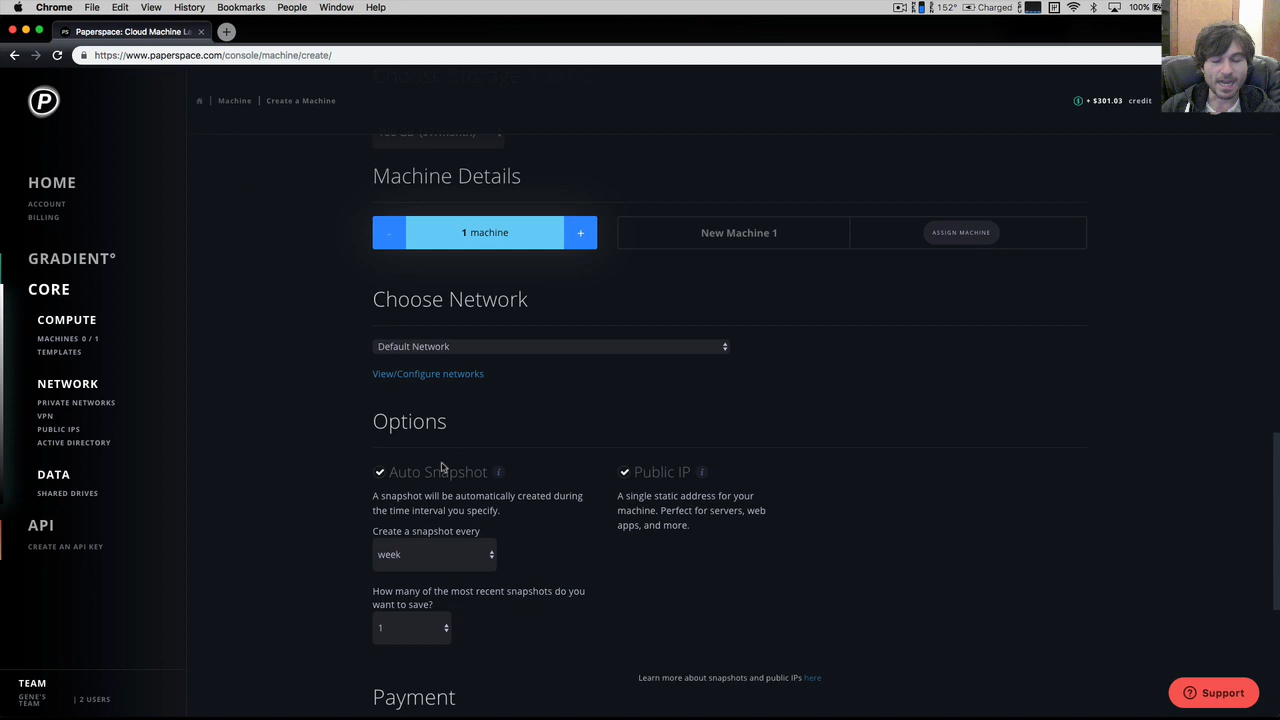 Chrome File Edit View History Bookmarks People Window Help 152° Charged 100%
Paperspace: Cloud Machine Le
https://www.paperspace.com/console/machine/create/
Machine | Create a Machine
+ $301.03 credit
HOME
ACCOUNT
BILLING
GRADIENT°
CORE
COMPUTE
MACHINES 0 / 1
TEMPLATES
NETWORK
PRIVATE NETWORKS
VPN
PUBLIC IPS
ACTIVE DIRECTORY
DATA
SHARED DRIVES
API
CREATE AN API KEY
TEAM
GENE'S
TEAM
| 2 USERS
Choose Storage
Machine Details
- 1 machine +
New Machine 1
ASSIGN MACHINE
Choose Network
Default Network
View/Configure networks
Options
Auto Snapshot
A snapshot will be automatically created during
the time interval you specify.
Create a snapshot every
week
How many of the most recent snapshots do you
want to save?
1
Public IP
A single static address for your
machine. Perfect for servers, web
apps, and more.
Learn more about snapshots and public IPs here
Payment
Support